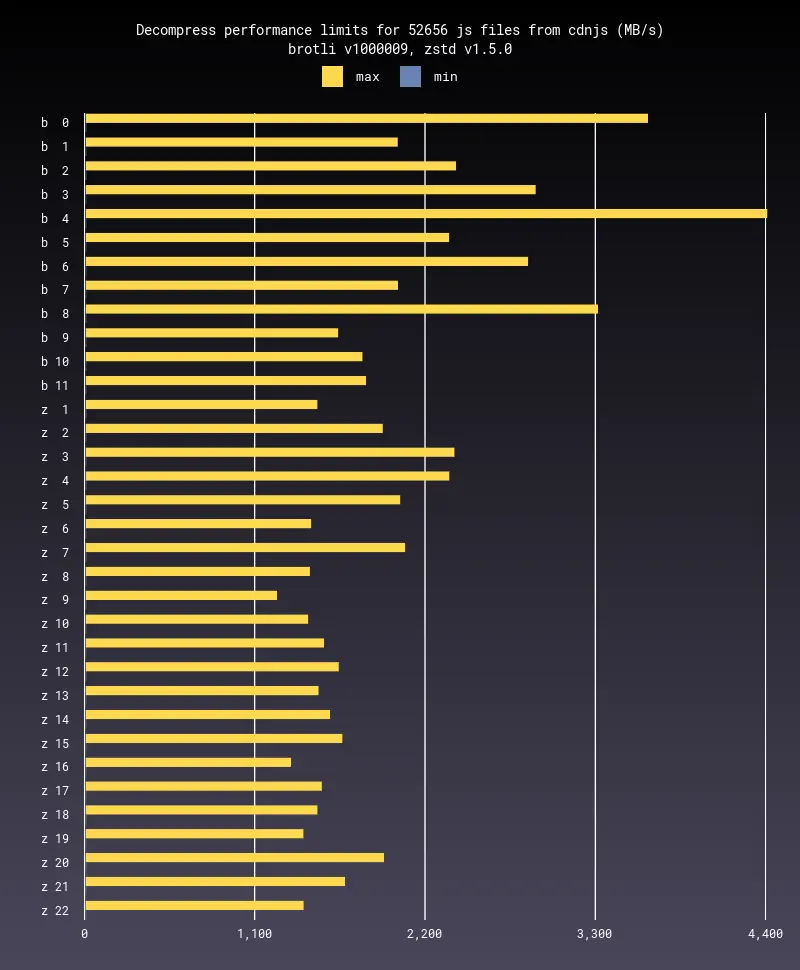 Decompress performance limits for 52656 js files from cdnjs (MB/s)
brotli v1000009, zstd v1.5.0
max min
b 0
b 1
b 2
b 3
b 4
b 5
b 6
b 7
b 8
b 9
b 10
b 11
z 1
z 2
z 3
z 4
z 5
z 6
z 7
z 8
z 9
z 10
z 11
z 12
z 13
z 14
z 15
z 16
z 17
z 18
z 19
z 20
z 21
z 22
0 1,100 2,200 3,300 4,400